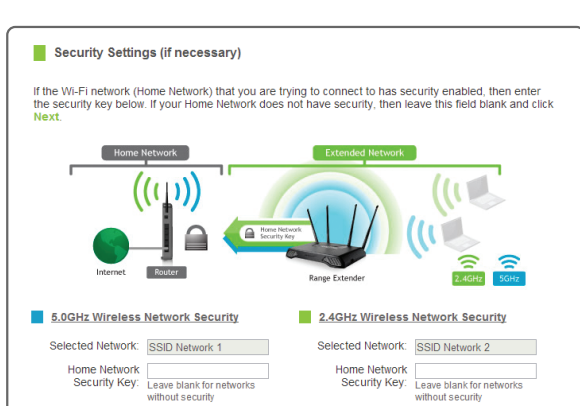 Security Settings (if necessary)
If the Wi-Fi network (Home Network) that you are trying to connect to has security enabled, then enter
the security key below. If your Home Network does not have security, then leave this field blank and click
Next.
Home Network
Extended Network
Home Network
Security Key
Internet
Router
Range Extender
2.4GHz
5GHz
5.0GHz Wireless Network Security
Selected Network: SSID Network 1
Home Network
Security Key:
Leave blank for networks
without security
2.4GHz Wireless Network Security
Selected Network: SSID Network 2
Home Network
Security Key:
Leave blank for networks
without security